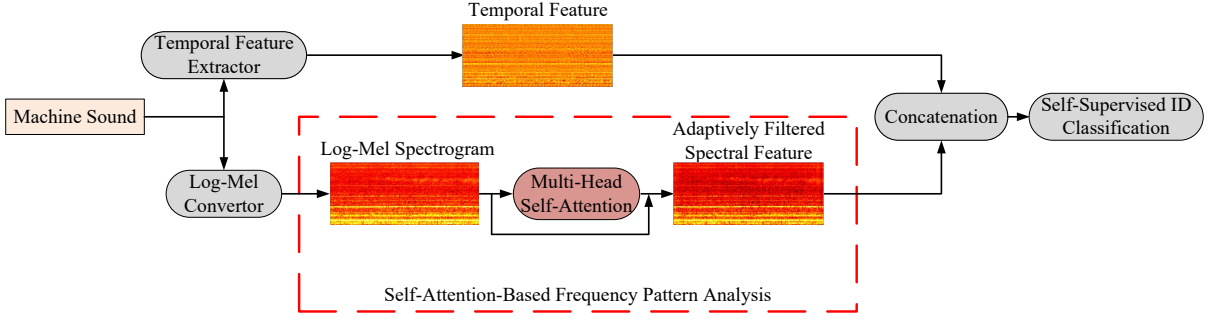 Temporal Feature
Temporal Feature
Extractor
Machine Sound
Concatenation
Self-Supervised ID
Classification
Log-Mel Spectrogram
Adaptively Filtered
Spectral Feature
Log-Mel
Convertor
Multi-Head
Self-Attention
Self-Attention-Based Frequency Pattern Analysis